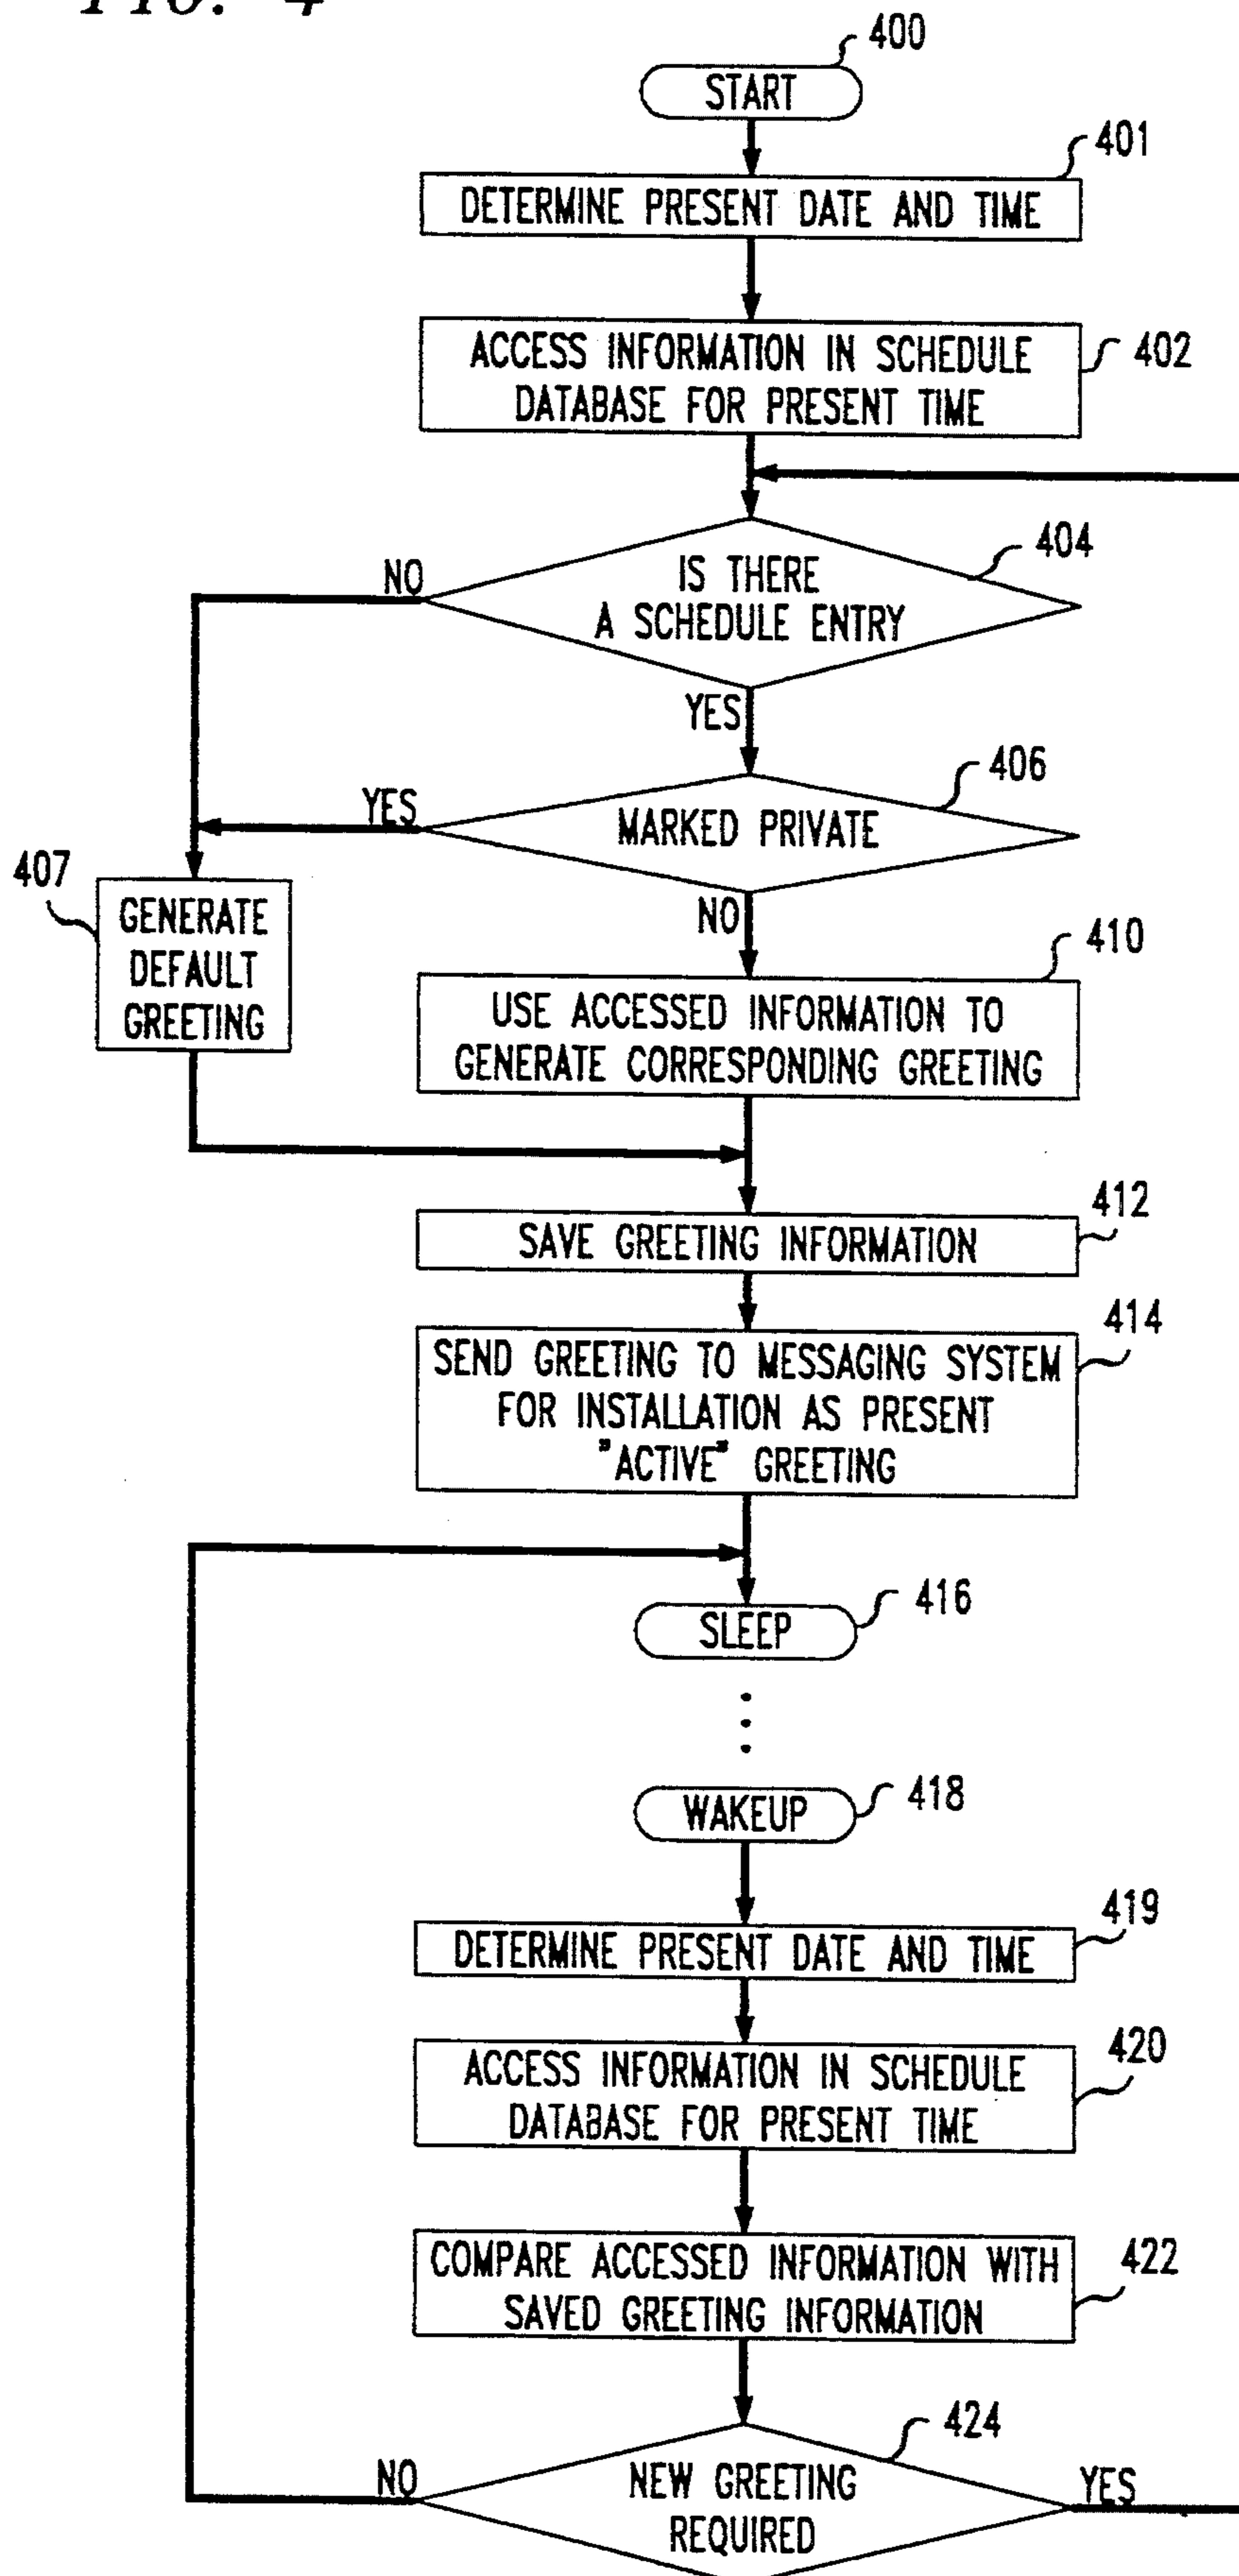 FIG. 4
400
START
401
DETERMINE PRESENT DATE AND TIME
402
ACCESS INFORMATION IN SCHEDULE
DATABASE FOR PRESENT TIME
404
NO
IS THERE
A SCHEDULE ENTRY
YES
406
YES
MARKED PRIVATE
407
NO
GENERATE
DEFAULT
GREETING
410
USE ACCESSED INFORMATION TO
GENERATE CORRESPONDING GREETING
412
SAVE GREETING INFORMATION
414
SEND GREETING TO MESSAGING SYSTEM
FOR INSTALLATION AS PRESENT
"ACTIVE" GREETING
416
SLEEP
418
WAKEUP
419
DETERMINE PRESENT DATE AND TIME
420
ACCESS INFORMATION IN SCHEDULE
DATABASE FOR PRESENT TIME
422
COMPARE ACCESSED INFORMATION WITH
SAVED GREETING INFORMATION
424
NO
NEW GREETING
REQUIRED
YES